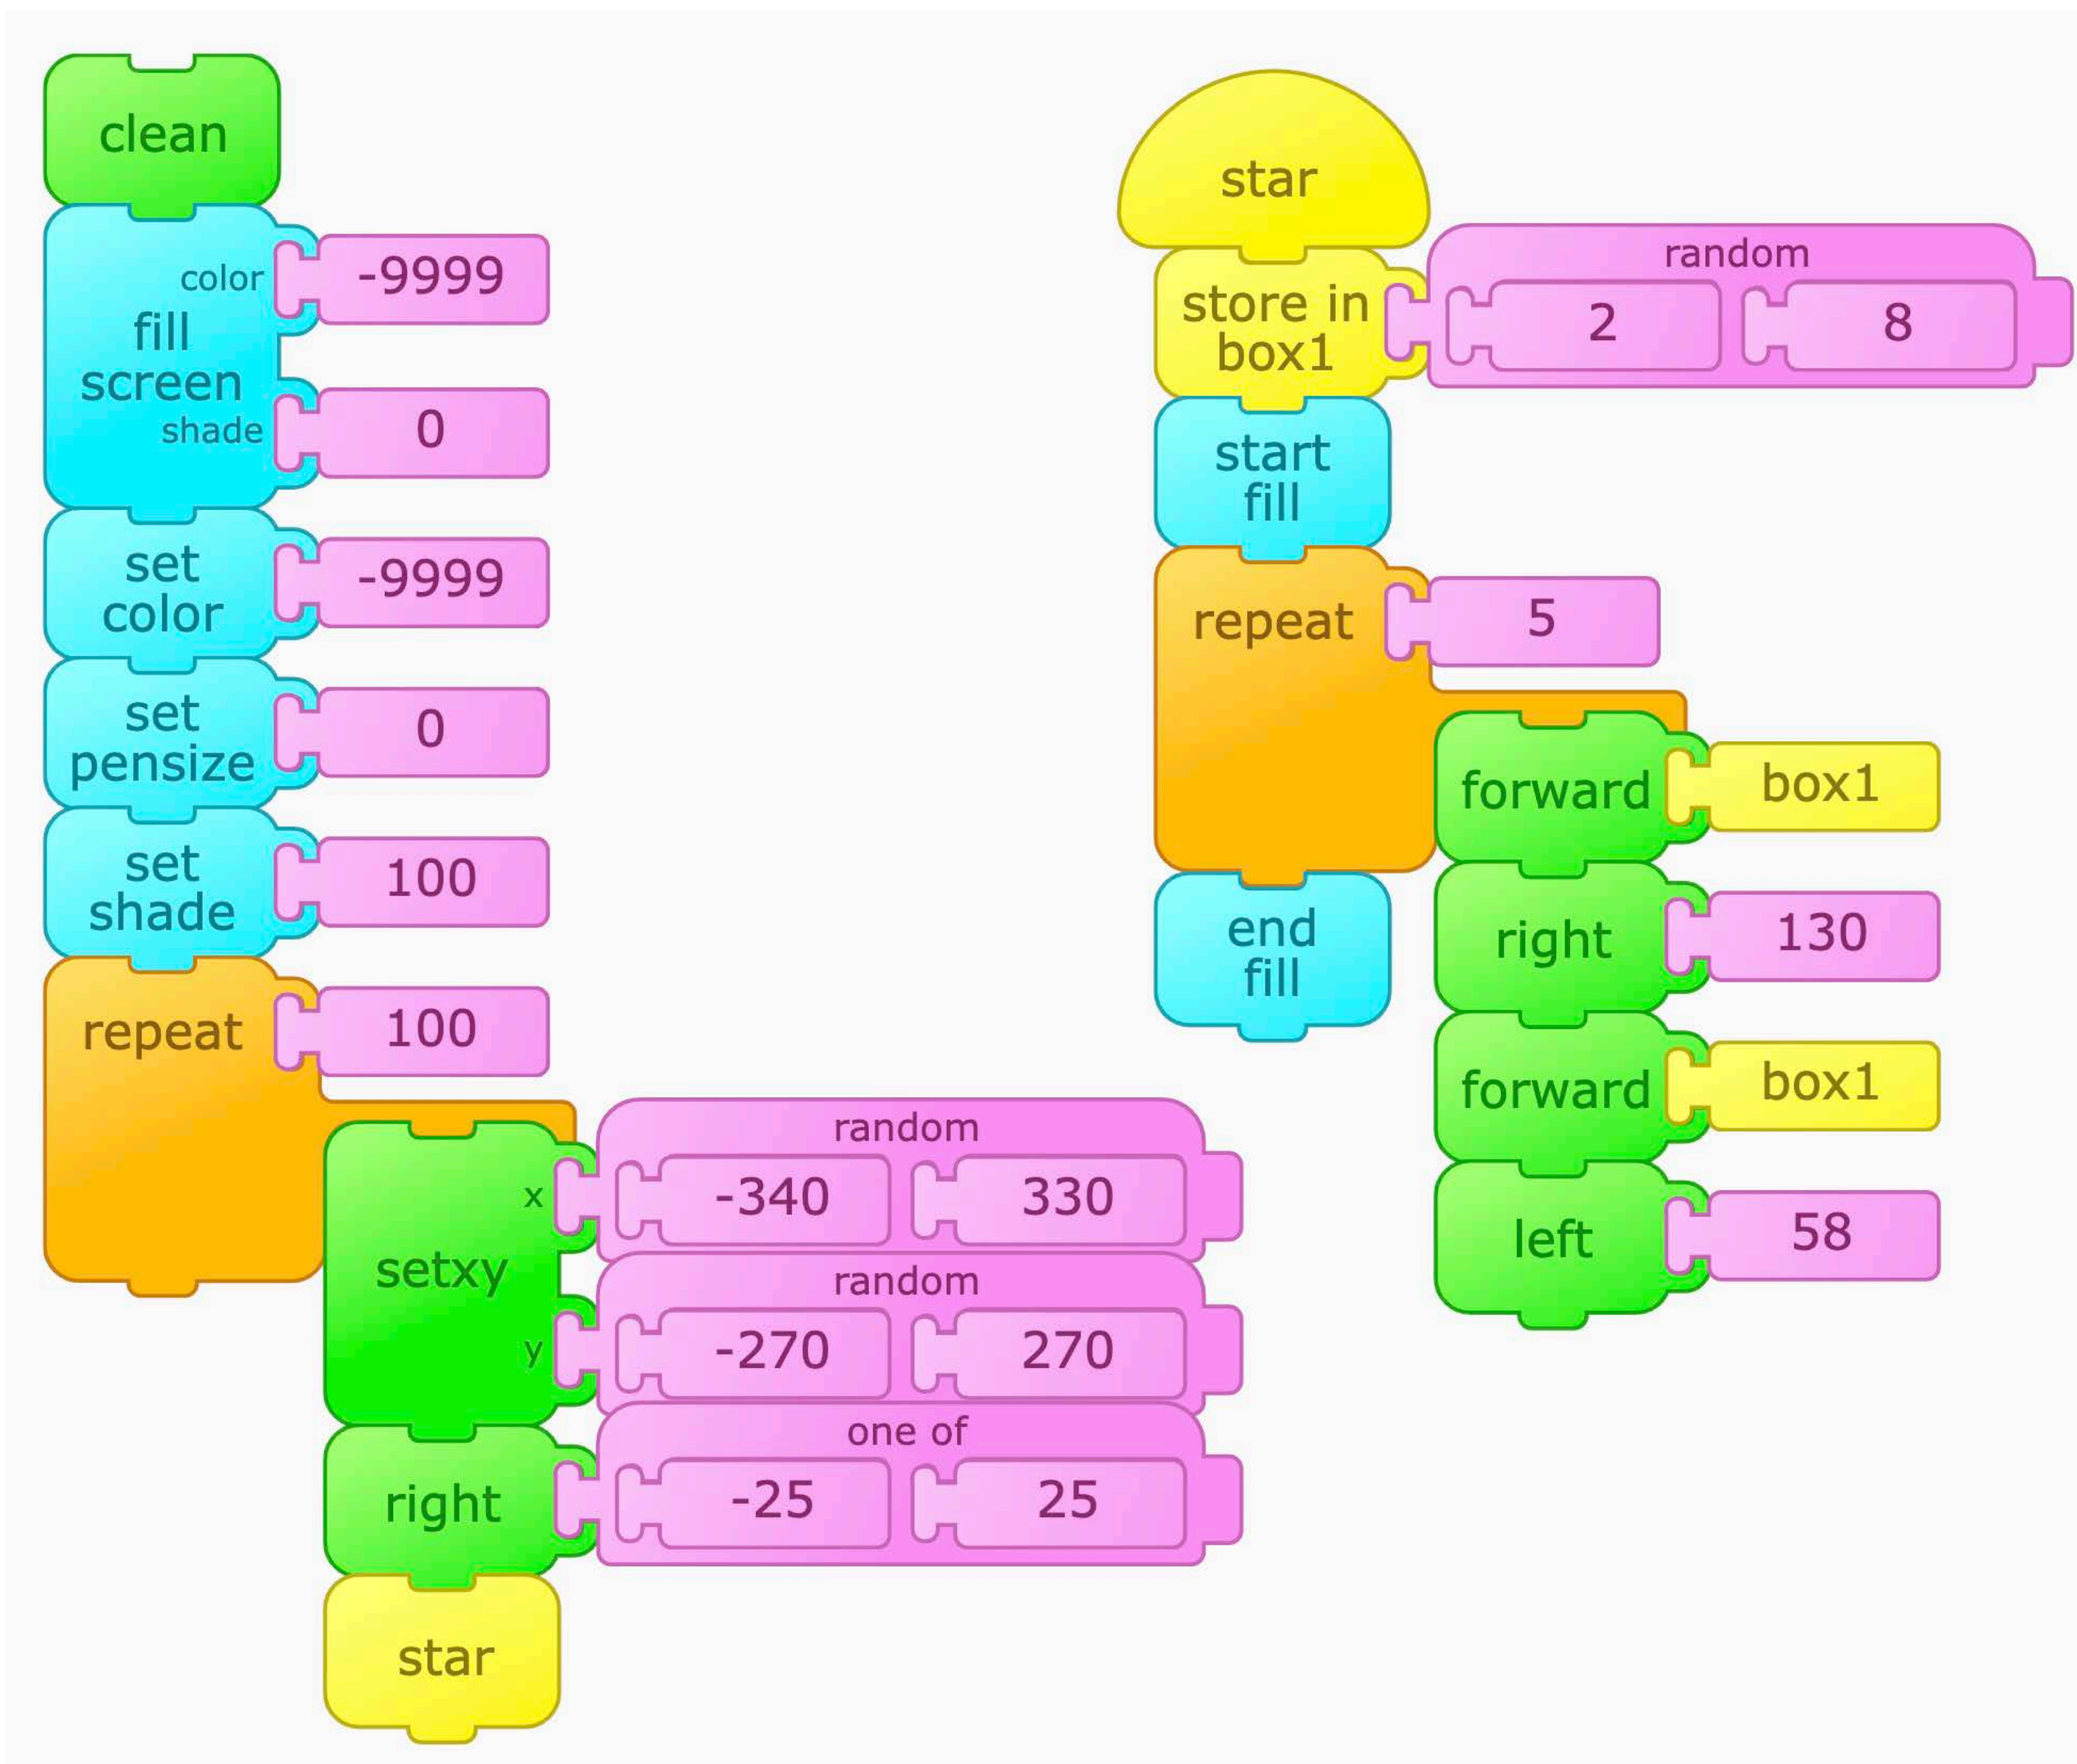 clean
color
-9999
fill
screen
shade
0
set
color
-9999
set
pensize
0
set
shade
100
repeat
100
random
x
-340
330
setxy
random
y
-270
270
one of
right
-25
25
star
star
random
store in
box1
2
8
start
fill
repeat
5
forward
box1
right
130
forward
box1
left
58
end
fill